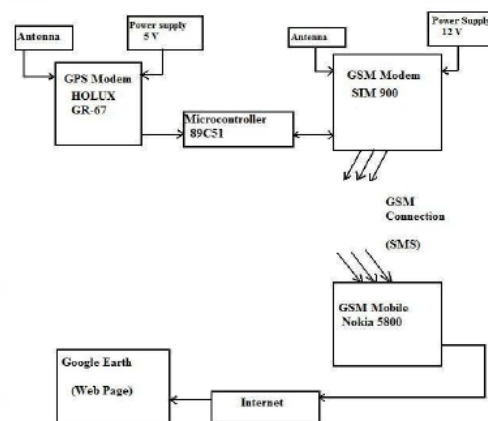 Antenna
Power supply
5 V
Antenna
Power Supply
12 V
GPS Modem
HOLUX
GR-67
GSM Modem
SIM 900
Microcontroller
89C51
GSM
Connection
(SMS)
GSM Mobile
Nokia 5800
Google Earth
(Web Page)
Internet